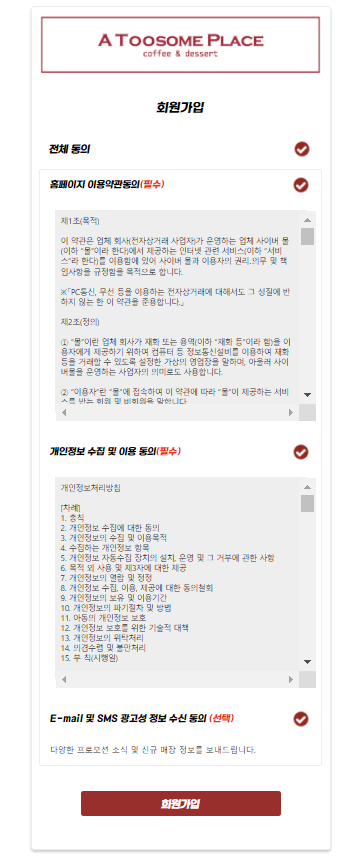 A TOOSOME PLACE
coffee & dessert
회원가입
전체 동의
홈페이지 이용약관동의(필수)
제1조(목적)
이 약관은 업체 회사(전자상거래 사업자)가 운영하는 업체 사이버 몰
(이하 "몰"이라 한다)에서 제공하는 인터넷 관련 서비스(이하 "서비
스"라 한다)를 이용함에 있어 사이버 몰과 이용자의 권리.의무 및 책
임사항을 규정함을 목적으로 합니다.
※「PC통신, 무선 등을 이용하는 전자상거래에 대해서도 그 성질에 반
하지 않는 한 이 약관을 준용합니다.」
제2조(정의)
① "몰"이란 업체 회사가 재화 또는 용역(이하 "재화 등"이라 함)을 이
용자에게 제공하기 위하여 컴퓨터 등 정보통신설비를 이용하여 재화
등을 거래할 수 있도록 설정한 가상의 영업장을 말하며, 아울러 사이
버몰을 운영하는 사업자의 의미로도 사용합니다.
② "이용자"란 "몰"에 접속하여 이 약관에 따라 "몰"이 제공하는 서비
스를 받는 회원 및 비회원을 말합니다
개인정보 수집 및 이용 동의(필수)
개인정보처리방침
[차례]
1. 총칙
2. 개인정보 수집에 대한 동의
3. 개인정보의 수집 및 이용목적
4. 수집하는 개인정보 항목
5. 개인정보 자동수집 장치의 설치, 운영 및 그 거부에 관한 사항
6. 목적 외 사용 및 제3자에 대한 제공
7. 개인정보의 열람 및 정정
8. 개인정보 수집, 이용, 제공에 대한 동의철회
9. 개인정보의 보유 및 이용기간
10. 개인정보의 파기절차 및 방법
11. 아동의 개인정보 보호
12. 개인정보 보호를 위한 기술적 대책
13. 개인정보의 위탁처리
14. 의겸수렴 및 불만처리
15. 부 칙(시행일)
E-mail 및 SMS 광고성 정보 수신 동의 (선택)
다양한 프로모션 소식 및 신규 매장 정보를 보내드립니다.
회원가입